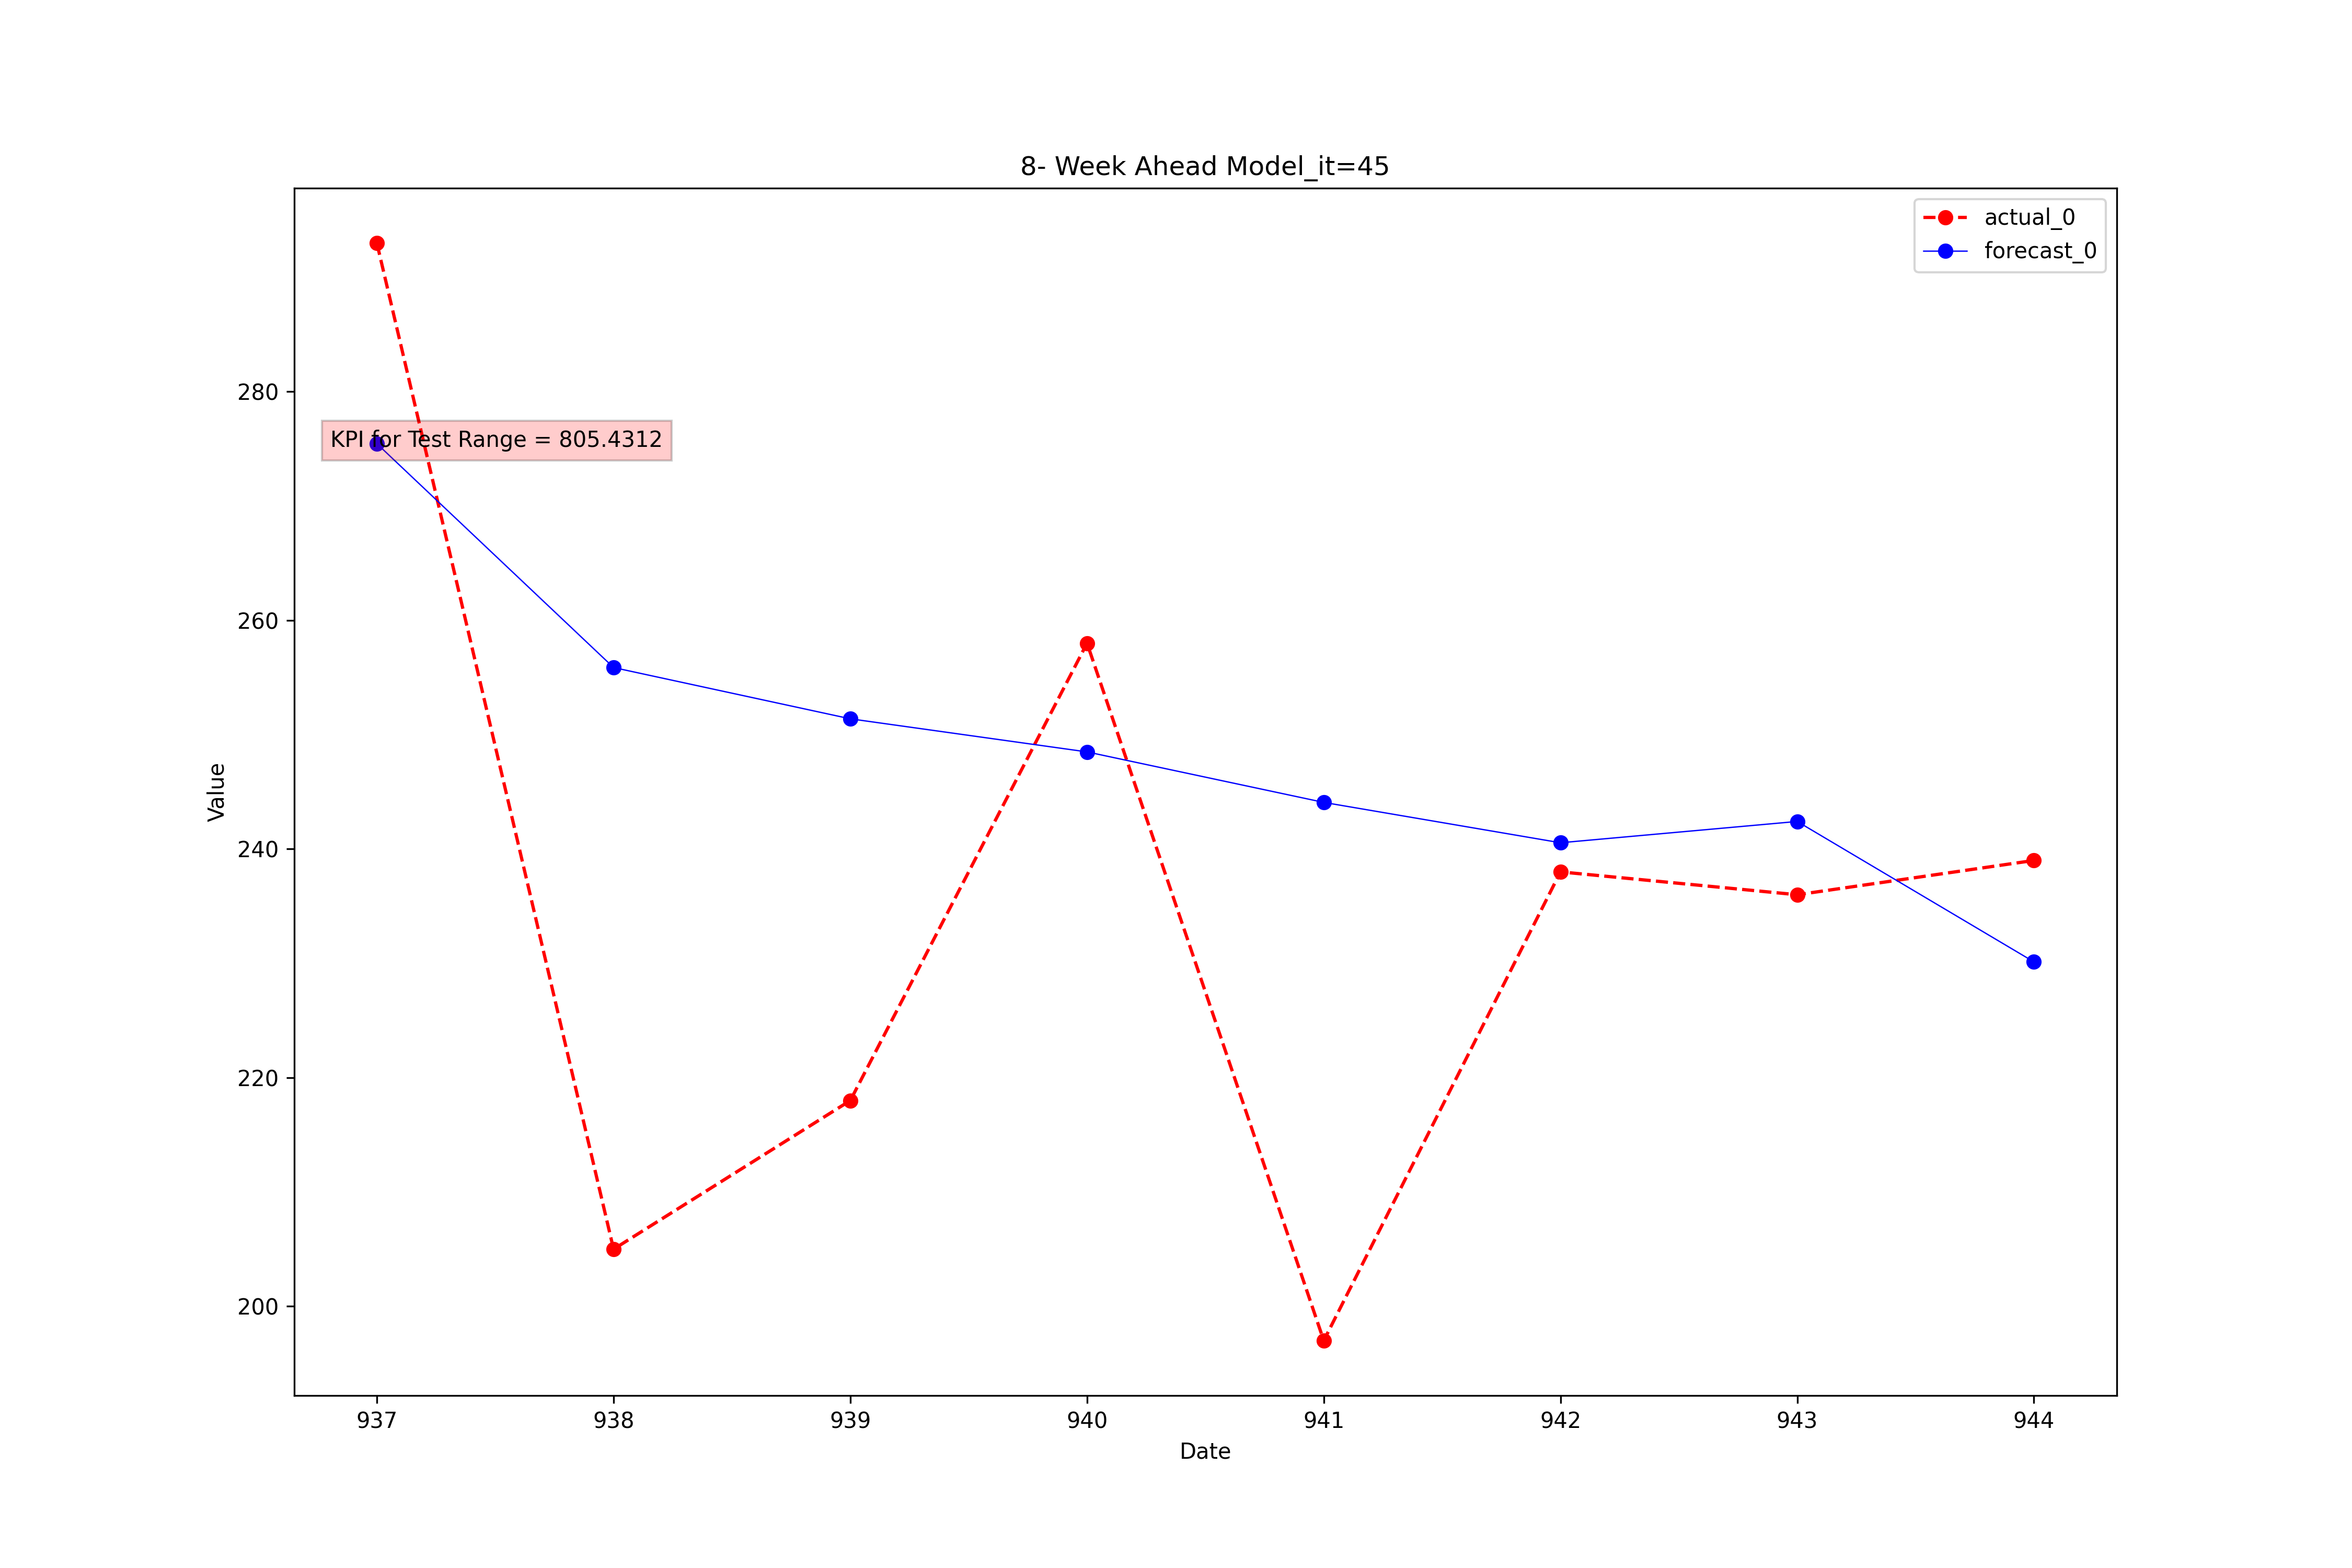 8- Week Ahead Model_it=45
actual_0
forecast_0
KPI for Test Range = 805.4312
280
260
240
220
200
Value
937 938 939 940 941 942 943 944
Date